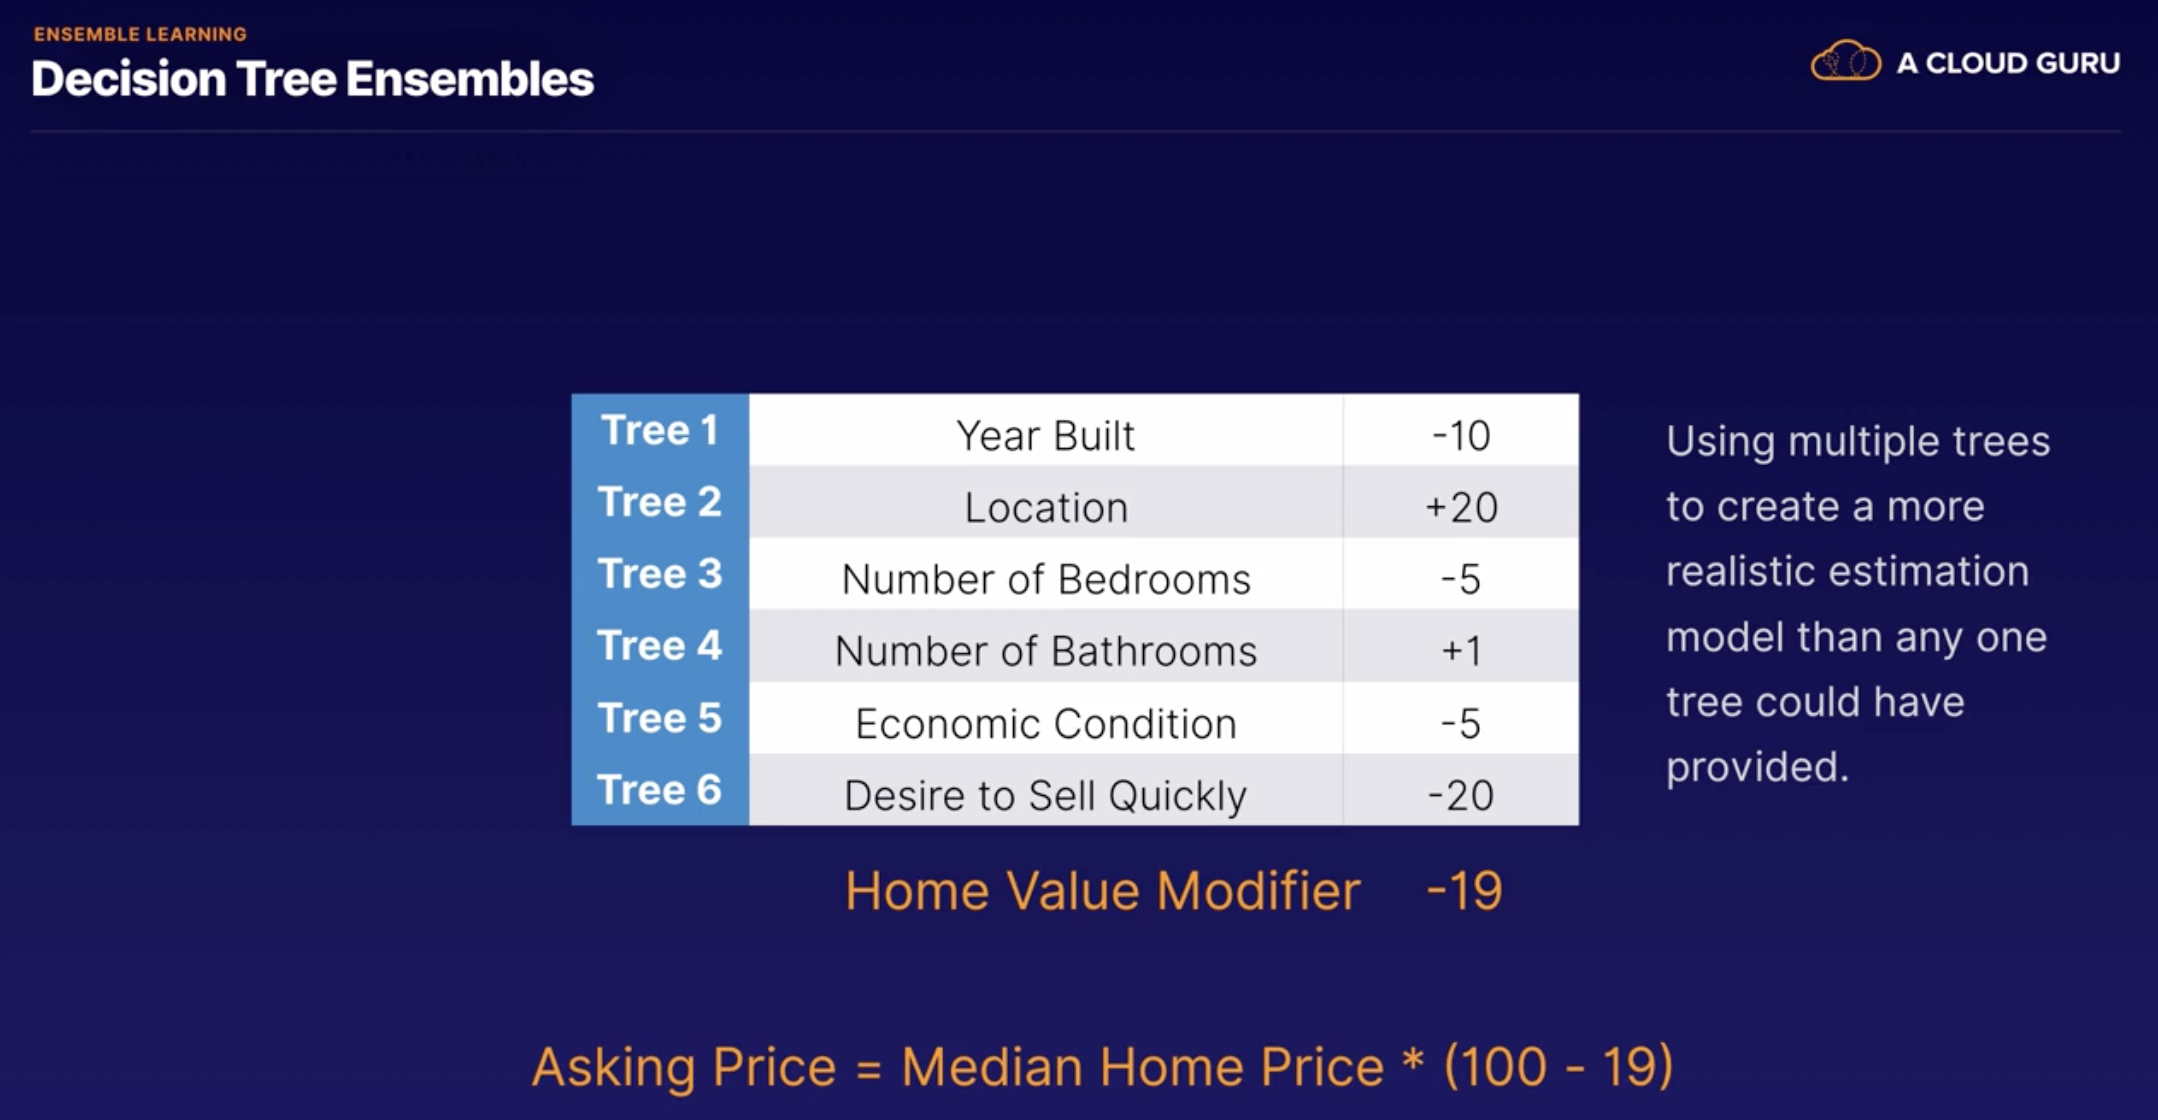 ENSEMBLE LEARNING
Decision Tree Ensembles
A CLOUD GURU
Tree 1 Year Built -10
Tree 2 Location +20
Tree 3 Number of Bedrooms -5
Tree 4 Number of Bathrooms +1
Tree 5 Economic Condition -5
Tree 6 Desire to Sell Quickly -20
Home Value Modifier -19
Using multiple trees
to create a more
realistic estimation
model than any one
tree could have
provided.
Asking Price = Median Home Price * (100 - 19)